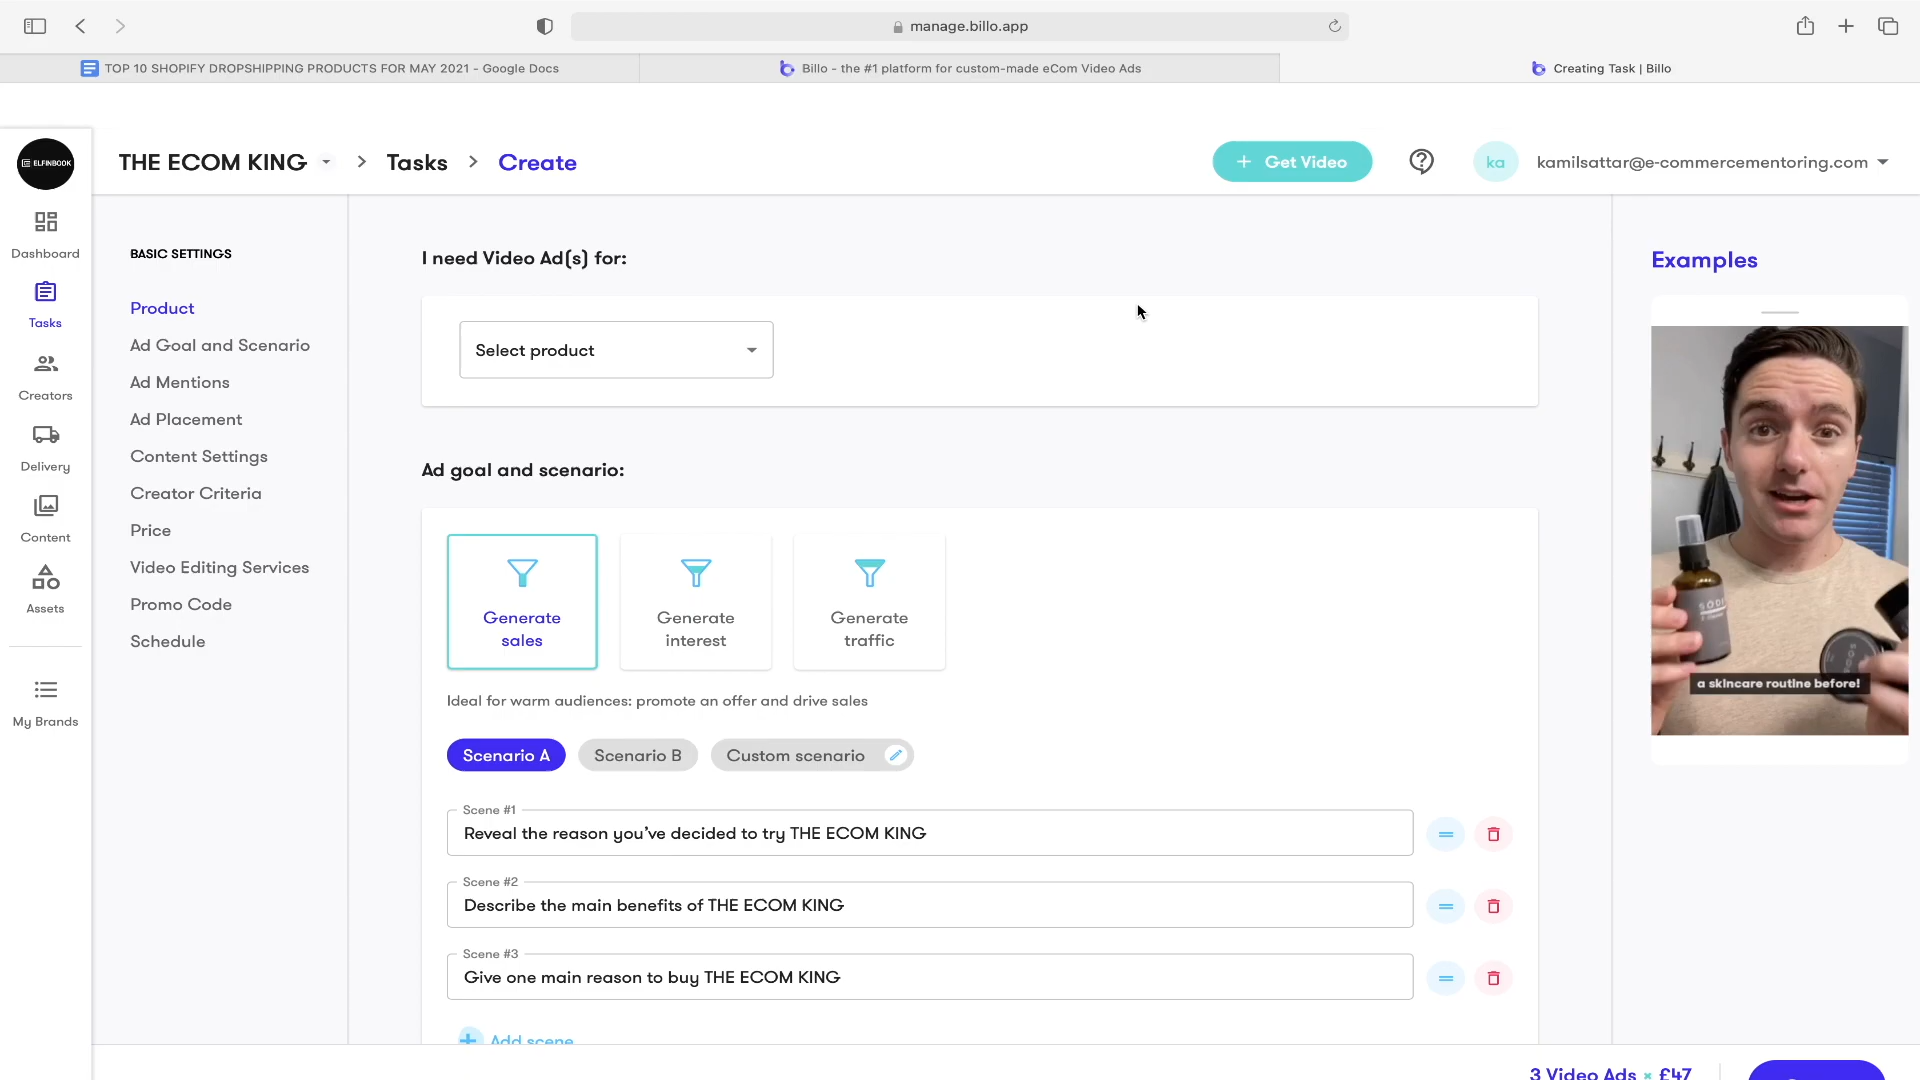 manage.billo.app
TOP 10 SHOPIFY DROPSHIPPING PRODUCTS FOR MAY 2021 - Google Docs
Billo - the #1 platform for custom-made eCom Video Ads
Creating Task | Billo
ELFINBOOK
THE ECOM KING > Tasks > Create
+ Get Video
ka
kamilsattar@e-commercementoring.com
Dashboard
Tasks
Creators
Delivery
Content
Assets
My Brands
BASIC SETTINGS
Product
Ad Goal and Scenario
Ad Mentions
Ad Placement
Content Settings
Creator Criteria
Price
Video Editing Services
Promo Code
Schedule
I need Video Ad(s) for:
Select product
Ad goal and scenario:
Generate
sales
Generate
interest
Generate
traffic
Ideal for warm audiences: promote an offer and drive sales
Scenario A
Scenario B
Custom scenario
Scene #1
Reveal the reason you've decided to try THE ECOM KING
Scene #2
Describe the main benefits of THE ECOM KING
Scene #3
Give one main reason to buy THE ECOM KING
+ Add scene
Examples
a skincare routine before!
3 Video Ads × £47